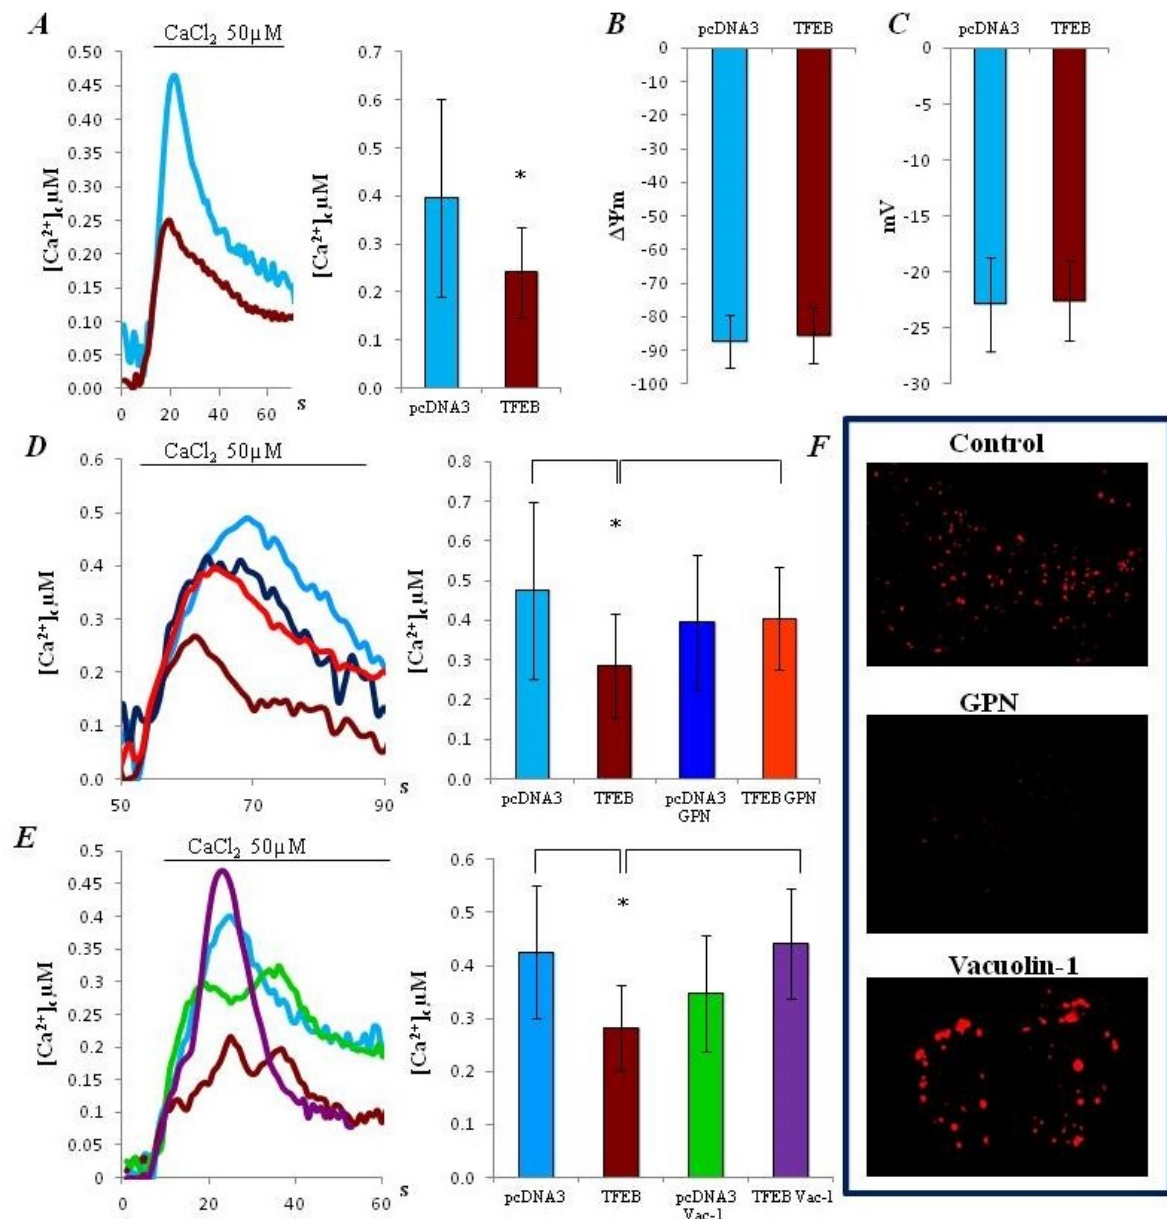 A
CaCl₂ 50µM
0.50
0.45
0.40
0.35
0.30
0.25
0.20
0.15
0.10
0.05
0.00
[Ca²⁺]c µM
0
20
40
60
s
0.7
0.6
0.5
0.4
0.3
0.2
0.1
0.0
[Ca²⁺]c µM
*
pcDNA3
TFEB
B
pcDNA3
TFEB
0
-10
-20
-30
-40
-50
-60
-70
-80
-90
-100
ΔΨm
C
pcDNA3
TFEB
0
-5
-10
-15
-20
-25
-30
mV
D
CaCl₂ 50µM
0.6
0.5
0.4
0.3
0.2
0.1
0.0
[Ca²⁺]c µM
50
70
90
s
0.8
0.7
0.6
0.5
0.4
0.3
0.2
0.1
0.0
[Ca²⁺]c µM
*
pcDNA3
TFEB
pcDNA3
GPN
TFEB GPN
E
CaCl₂ 50µM
0.5
0.45
0.4
0.35
0.3
0.25
0.2
0.15
0.1
0.05
0
[Ca²⁺]c µM
0
20
40
60
s
0.6
0.5
0.4
0.3
0.2
0.1
0.0
[Ca²⁺]c µM
*
pcDNA3
TFEB
pcDNA3
Vac-1
TFEB Vac-1
F
Control
GPN
Vacuolin-1